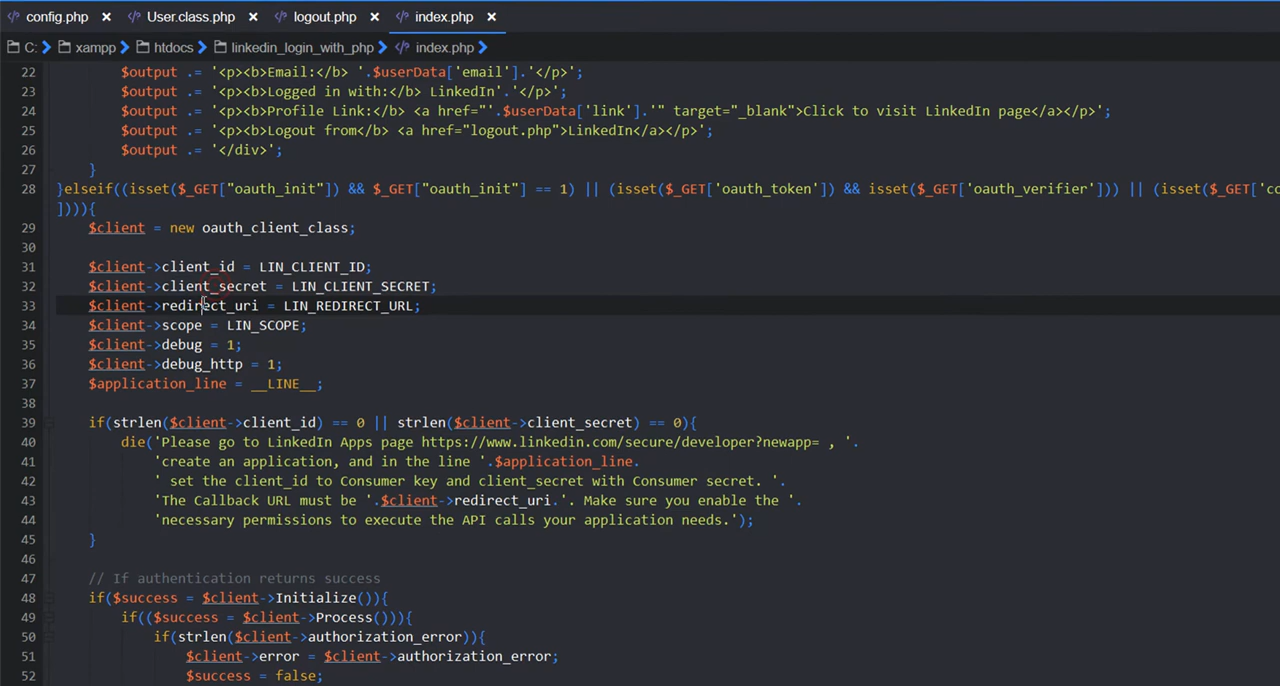 config.php × User.class.php × logout.php × index.php ×
C: xampp htdocs linkedin_login_with_php index.php
22 $output .= '<p><b>Email:</b> '.$userData['email'].'</p>';
23 $output .= '<p><b>Logged in with:</b> LinkedIn'.'</p>';
24 $output .= '<p><b>Profile Link:</b> <a href="'.$userData['link'].'" target="_blank">Click to visit LinkedIn page</a></p>';
25 $output .= '<p><b>Logout from</b> <a href="logout.php">LinkedIn</a></p>';
26 $output .= '</div>';
27 }
28 }elseif((isset($_GET["oauth_init"]) && $_GET["oauth_init"] == 1) || (isset($_GET['oauth_token']) && isset($_GET['oauth_verifier'])) || (isset($_GET['co
]))){
29 $client = new oauth_client_class;
30
31 $client->client_id = LIN_CLIENT_ID;
32 $client->client_secret = LIN_CLIENT_SECRET;
33 $client->redirect_uri = LIN_REDIRECT_URL;
34 $client->scope = LIN_SCOPE;
35 $client->debug = 1;
36 $client->debug_http = 1;
37 $application_line = __LINE__;
38
39 if(strlen($client->client_id) == 0 || strlen($client->client_secret) == 0){
40 die('Please go to LinkedIn Apps page https://www.linkedin.com/secure/developer?newapp= , '.
41 'create an application, and in the line '.$application_line.
42 ' set the client_id to Consumer key and client_secret with Consumer secret. '.
43 'The Callback URL must be '.$client->redirect_uri.'. Make sure you enable the '.
44 'necessary permissions to execute the API calls your application needs.');
45 }
46
47 // If authentication returns success
48 if($success = $client->Initialize()){
49 if(($success = $client->Process())){
50 if(strlen($client->authorization_error)){
51 $client->error = $client->authorization_error;
52 $success = false;